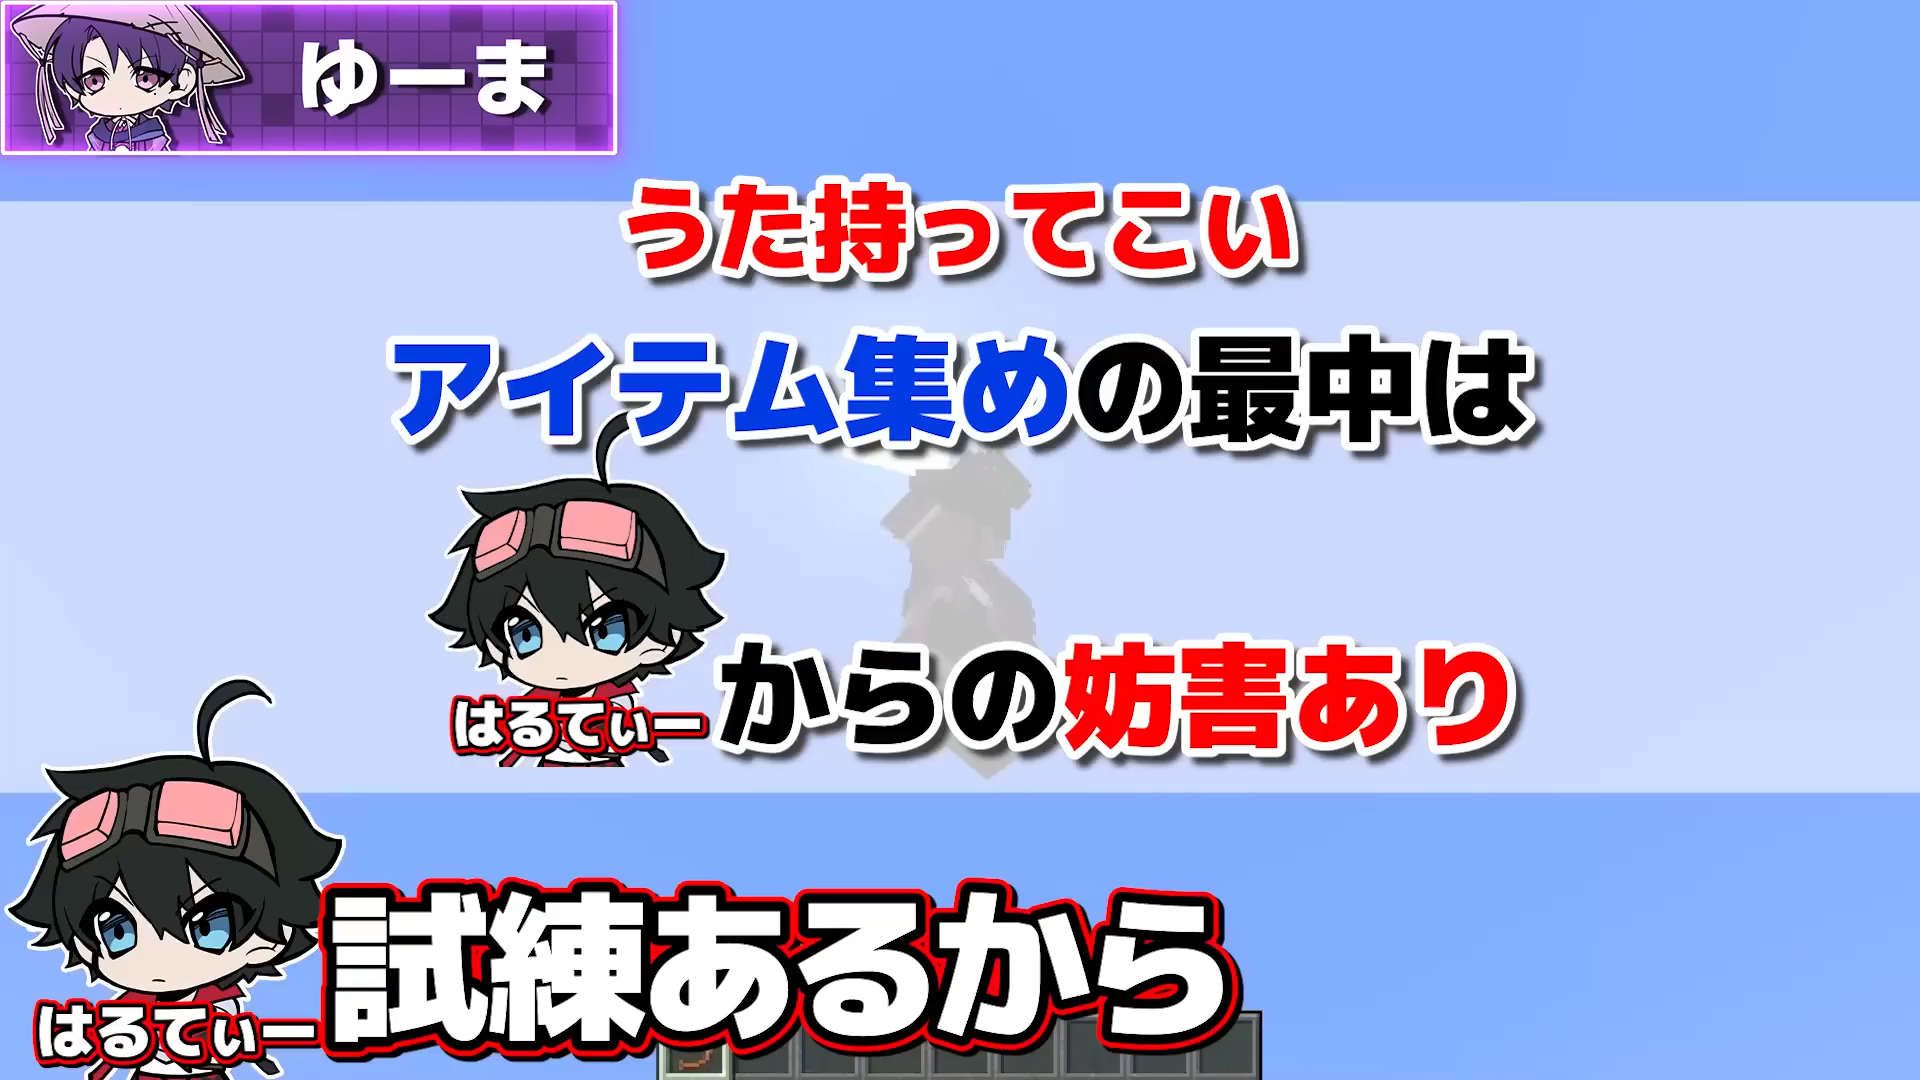 ゆーま
うた持ってこい
アイテム集めの最中は
はるてぃー
からの妨害あり
はるてぃー
試練あるから